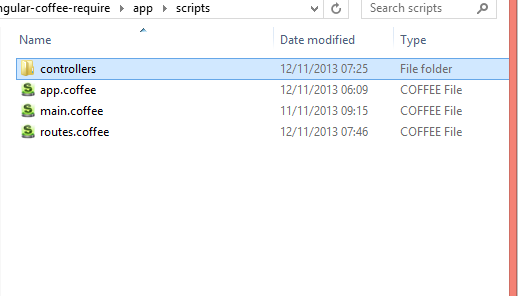 ngular-coffee-require app scripts Search scripts
Name Date modified Type
controllers 12/11/2013 07:25 File folder
app.coffee 12/11/2013 06:09 COFFEE File
main.coffee 11/11/2013 09:15 COFFEE File
routes.coffee 12/11/2013 07:46 COFFEE File